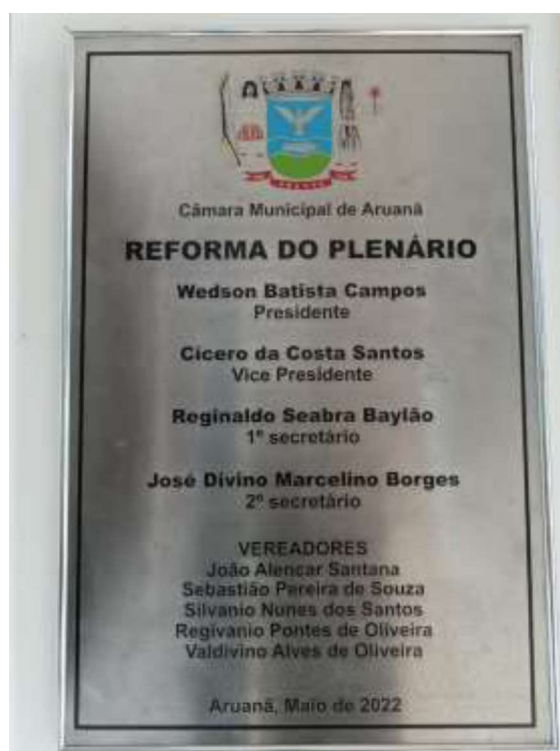 Câmara Municipal de Aruanã
REFORMA DO PLENÁRIO
Wedson Batista Campos
Presidente
Cícero da Costa Santos
Vice Presidente
Reginaldo Seabra Baylão
1º secretário
José Divino Marcelino Borges
2º secretário
VEREADORES
João Alencar Santana
Sebastião Pereira de Souza
Silvanio Nunes dos Santos
Regivanio Pontes de Oliveira
Valdivino Alves de Oliveira
Aruanã, Maio de 2022